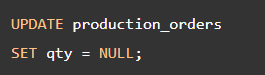 UPDATE production_orders
SET qty = NULL;